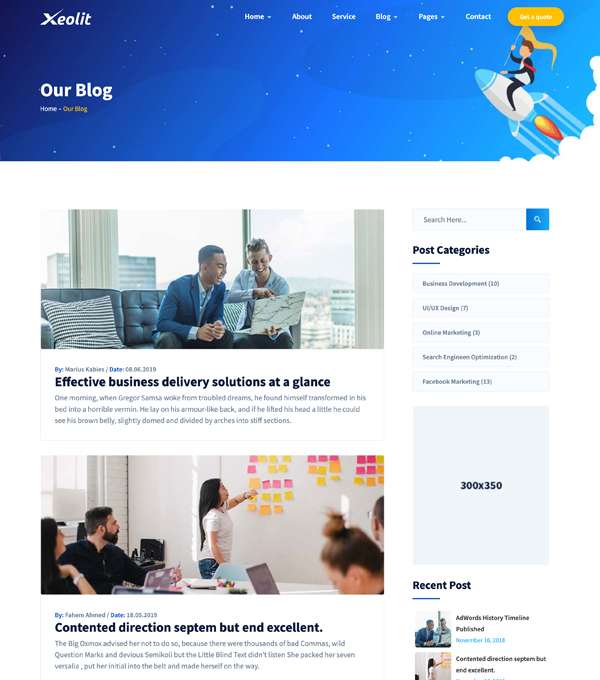 Xeolit
Home
About
Service
Blog
Pages
Contact
Get a quote
Our Blog
Home – Our Blog
By: Marius Kabies / Date: 08.06.2019
Effective business delivery solutions at a glance
One morning, when Gregor Samsa woke from troubled dreams, he found himself transformed in his
bed into a horrible vermin. He lay on his armour-like back, and if he lifted his head a little he could
see his brown belly, slightly domed and divided by arches into stiff sections.
By: Fahere Ahmed / Date: 18.05.2019
Contented direction septem but end excellent.
The Big Oxmox advised her not to do so, because there were thousands of bad Commas, wild
Question Marks and devious Semikoli but the Little Blind Text didn't listen She packed her seven
versalia , put her initial into the belt and made herself on the way.
Search Here...
Post Categories
Business Development (10)
UI/UX Design (7)
Online Marketing (3)
Search Engineen Optimization (2)
Facebook Marketing (13)
300x350
Recent Post
AdWords History Timeline
Published
November 16, 2018
Contented direction septem but
end excellent.